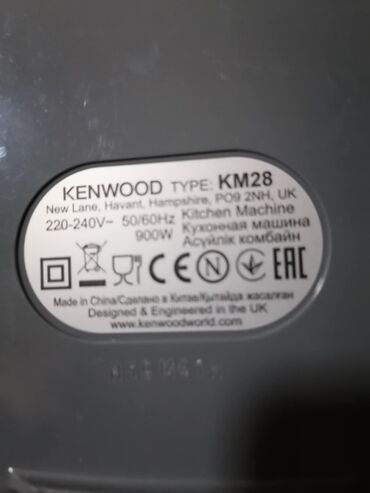 KENWOOD TYPE: KM28
New Lane, Havant, Hampshire, PO9 2NH, UK
220-240V~ 50/60Hz Kitchen Machine
900W Кухонная машина
Асүйлік комбайн
CE N EAC
Made in China/Сделано в Китае/Қытайда жасалған
Designed & Engineered in the UK
www.kenwoodworld.com